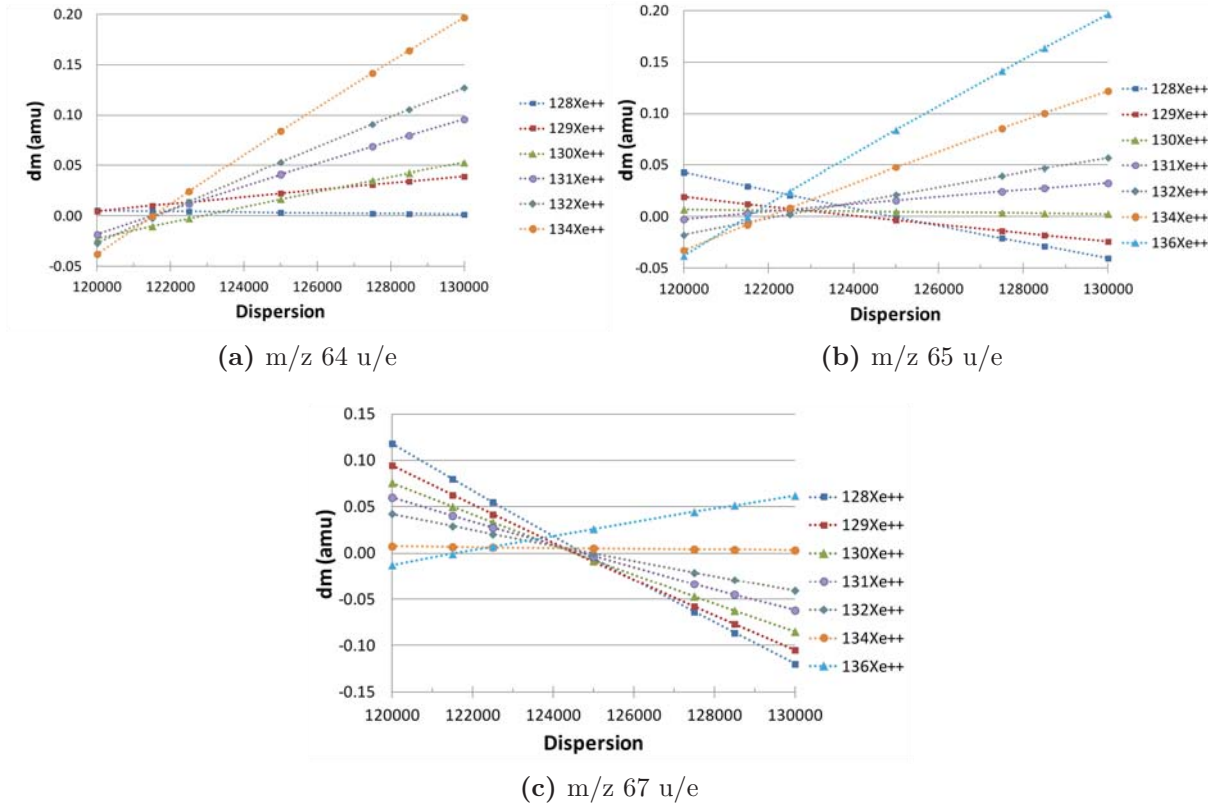 0.20
0.15
0.10
0.05
0.00
-0.05
dm (amu)
120000 122000 124000 126000 128000 130000
Dispersion
128Xe++
129Xe++
130Xe++
131Xe++
132Xe++
134Xe++
(a) m/z 64 u/e
0.20
0.15
0.10
0.05
0.00
-0.05
dm (amu)
120000 122000 124000 126000 128000 130000
Dispersion
128Xe++
129Xe++
130Xe++
131Xe++
132Xe++
134Xe++
136Xe++
(b) m/z 65 u/e
0.15
0.10
0.05
0.00
-0.05
-0.10
-0.15
dm (amu)
120000 122000 124000 126000 128000 130000
Dispersion
128Xe++
129Xe++
130Xe++
131Xe++
132Xe++
134Xe++
136Xe++
(c) m/z 67 u/e